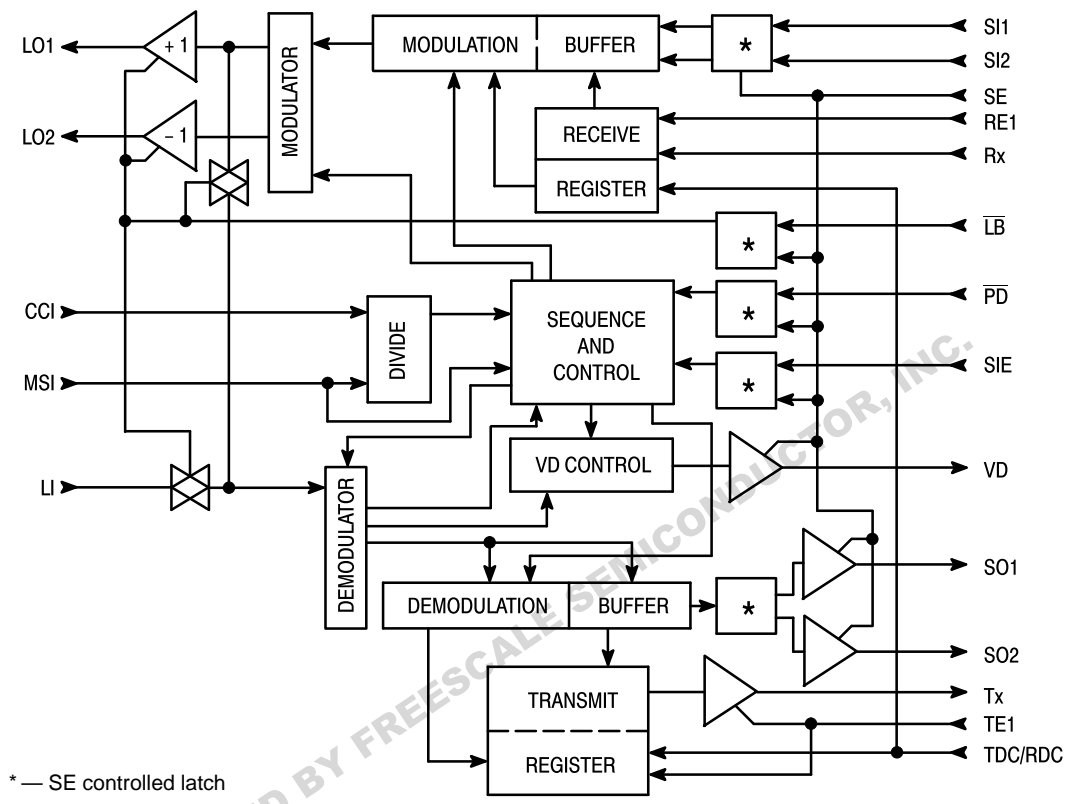 LO1
+ 1
MODULATOR
MODULATION
BUFFER
*
SI1
SI2
SE
LO2
– 1
RECEIVE
REGISTER
RE1
Rx
*
LB
CCI
DIVIDE
SEQUENCE
AND
CONTROL
*
PD
MSI
*
SIE
VD CONTROL
VD
LI
DEMODULATOR
DEMODULATION
BUFFER
*
SO1
SO2
TRANSMIT
REGISTER
Tx
TE1
TDC/RDC
* — SE controlled latch
D BY FREESCALE SEMICONDUCTOR, INC.